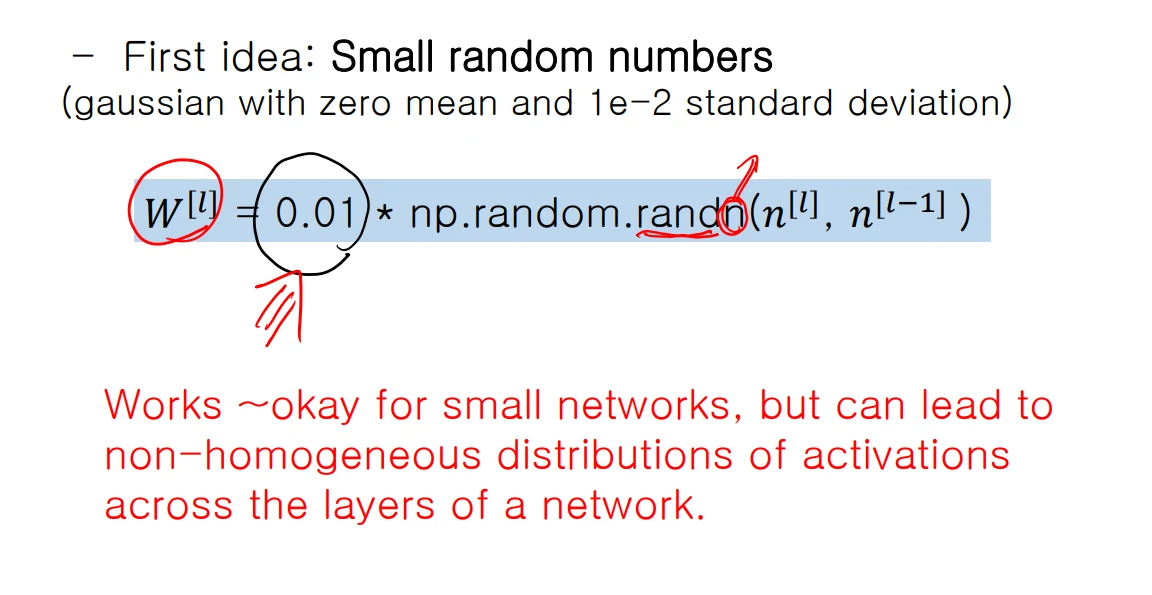 - First idea: Small random numbers
(gaussian with zero mean and 1e-2 standard deviation)
W[l] = 0.01 * np.random.randn(n[l], n[l-1] )
Works ~okay for small networks, but can lead to
non-homogeneous distributions of activations
across the layers of a network.